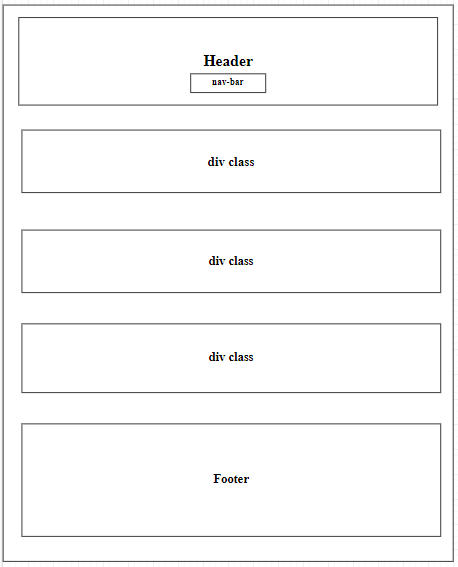 Header
nav-bar
div class
div class
div class
Footer